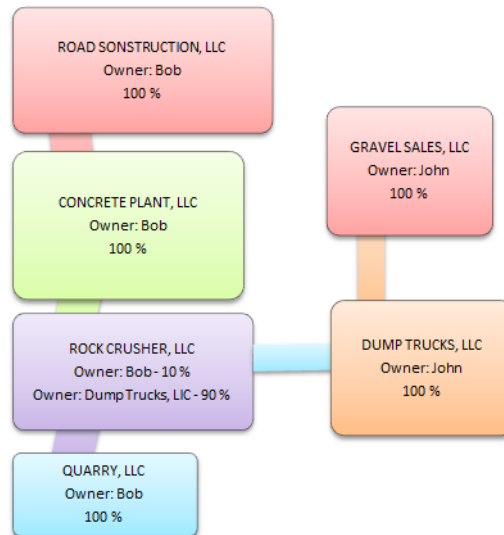 ROAD SONSTRUCTION, LLC
Owner: Bob
100 %
CONCRETE PLANT, LLC
Owner: Bob
100 %
ROCK CRUSHER, LLC
Owner: Bob - 10 %
Owner: Dump Trucks, LIC - 90 %
QUARRY, LLC
Owner: Bob
100 %
GRAVEL SALES, LLC
Owner: John
100 %
DUMP TRUCKS, LLC
Owner: John
100 %